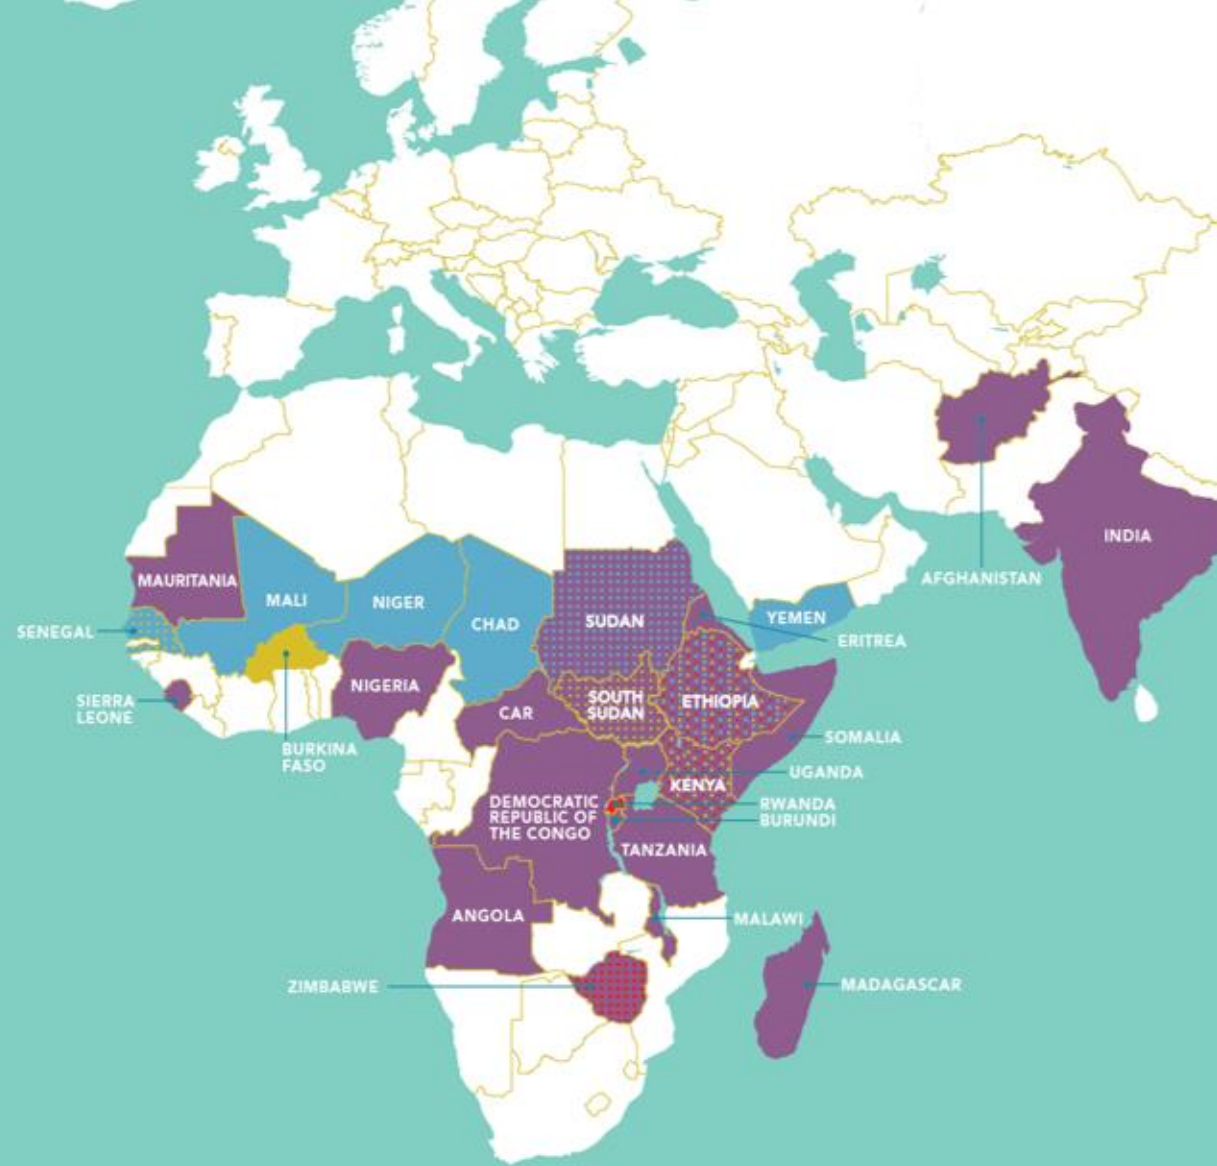 INDIA
AFGHANISTAN
MAURITANIA
MALI
NIGER
CHAD
SUDAN
YEMEN
SENEGAL
ERITREA
NIGERIA
SOUTH
SUDAN
ETHIOPIA
SIERRA
LEONE
CAR
SOMALIA
BURKINA
FASO
UGANDA
KENYA
DEMOCRATIC
REPUBLIC OF
THE CONGO
RWANDA
BURUNDI
TANZANIA
ANGOLA
MALAWI
ZIMBABWE
MADAGASCAR